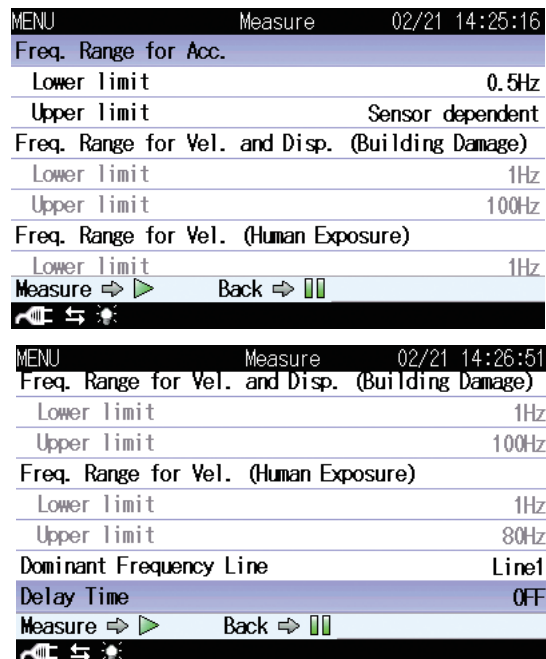 MENU Measure 02/21 14:25:16
Freq. Range for Acc.
Lower limit 0.5Hz
Upper limit Sensor dependent
Freq. Range for Vel. and Disp. (Building Damage)
Lower limit 1Hz
Upper limit 100Hz
Freq. Range for Vel. (Human Exposure)
Lower limit 1Hz
Measure ⇨ ▷ Back ⇨ ▯▯
MENU Measure 02/21 14:26:51
Freq. Range for Vel. and Disp. (Building Damage)
Lower limit 1Hz
Upper limit 100Hz
Freq. Range for Vel. (Human Exposure)
Lower limit 1Hz
Upper limit 80Hz
Dominant Frequency Line Line1
Delay Time OFF
Measure ⇨ ▷ Back ⇨ ▯▯